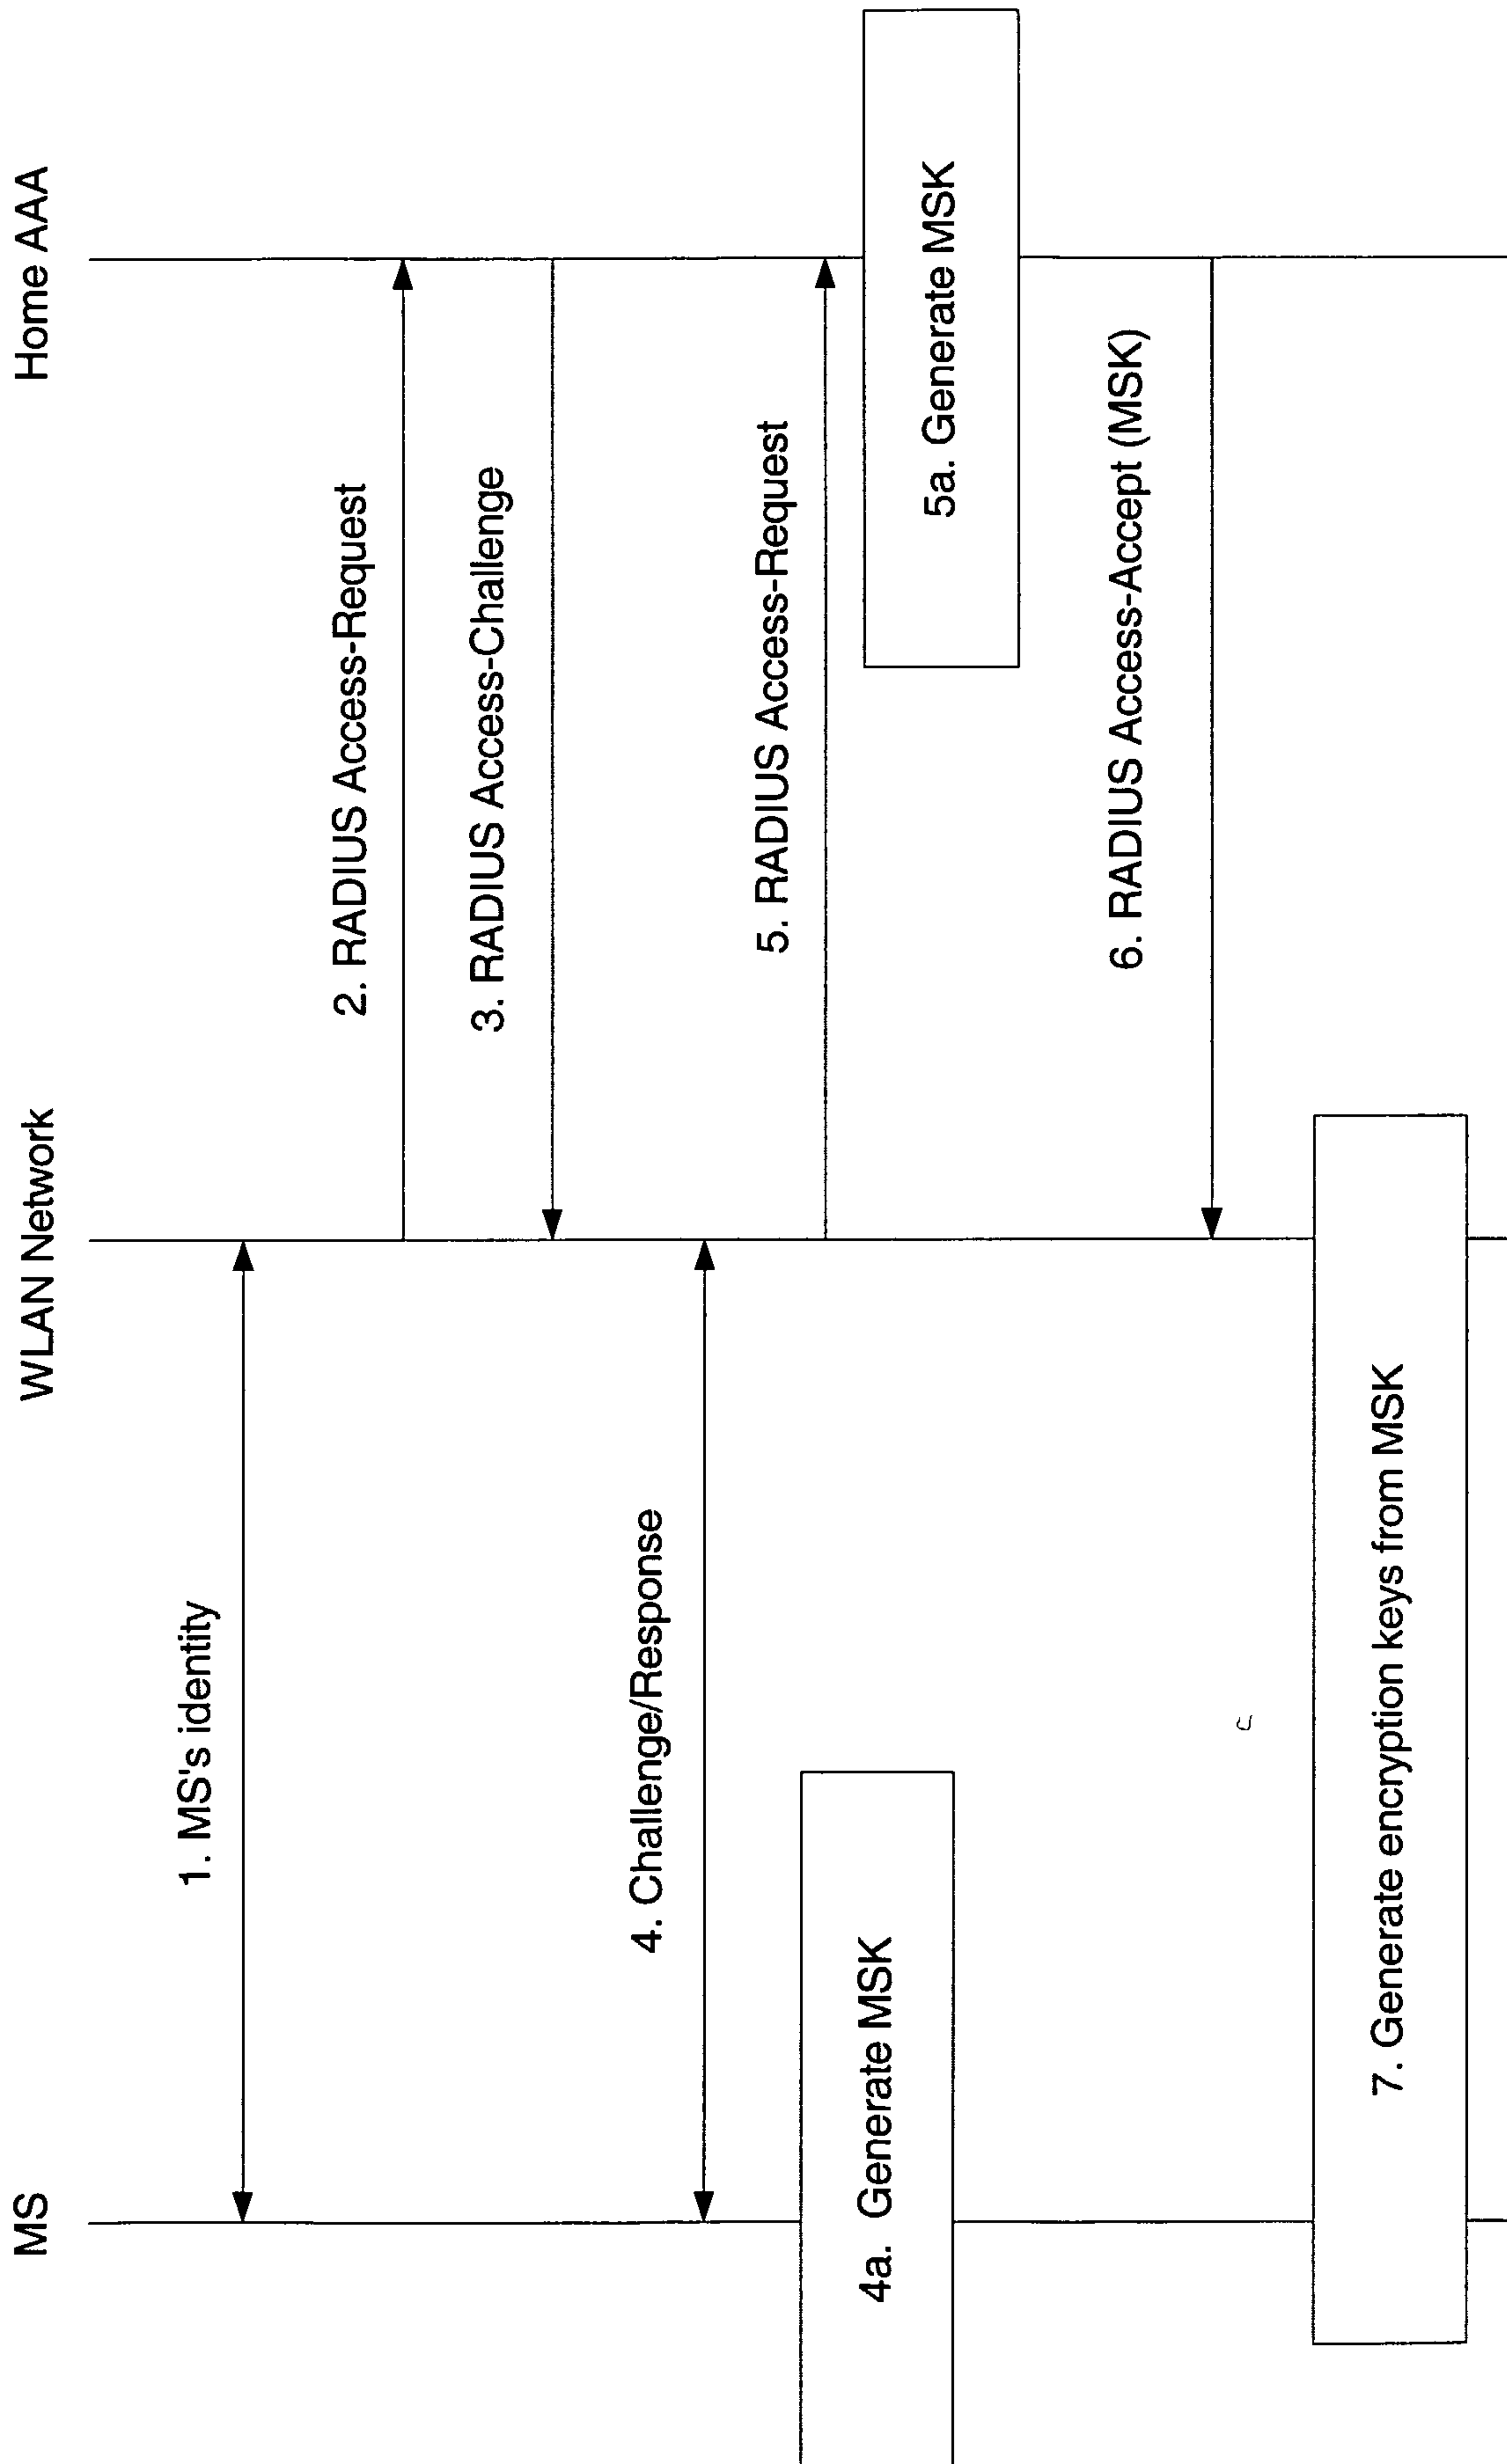 MS
WLAN Network
Home AAA
1. MS's identity
2. RADIUS Access-Request
3. RADIUS Access-Challenge
4. Challenge/Response
5. RADIUS Access-Request
4a. Generate MSK
5a. Generate MSK
6. RADIUS Access-Accept (MSK)
7. Generate encryption keys from MSK